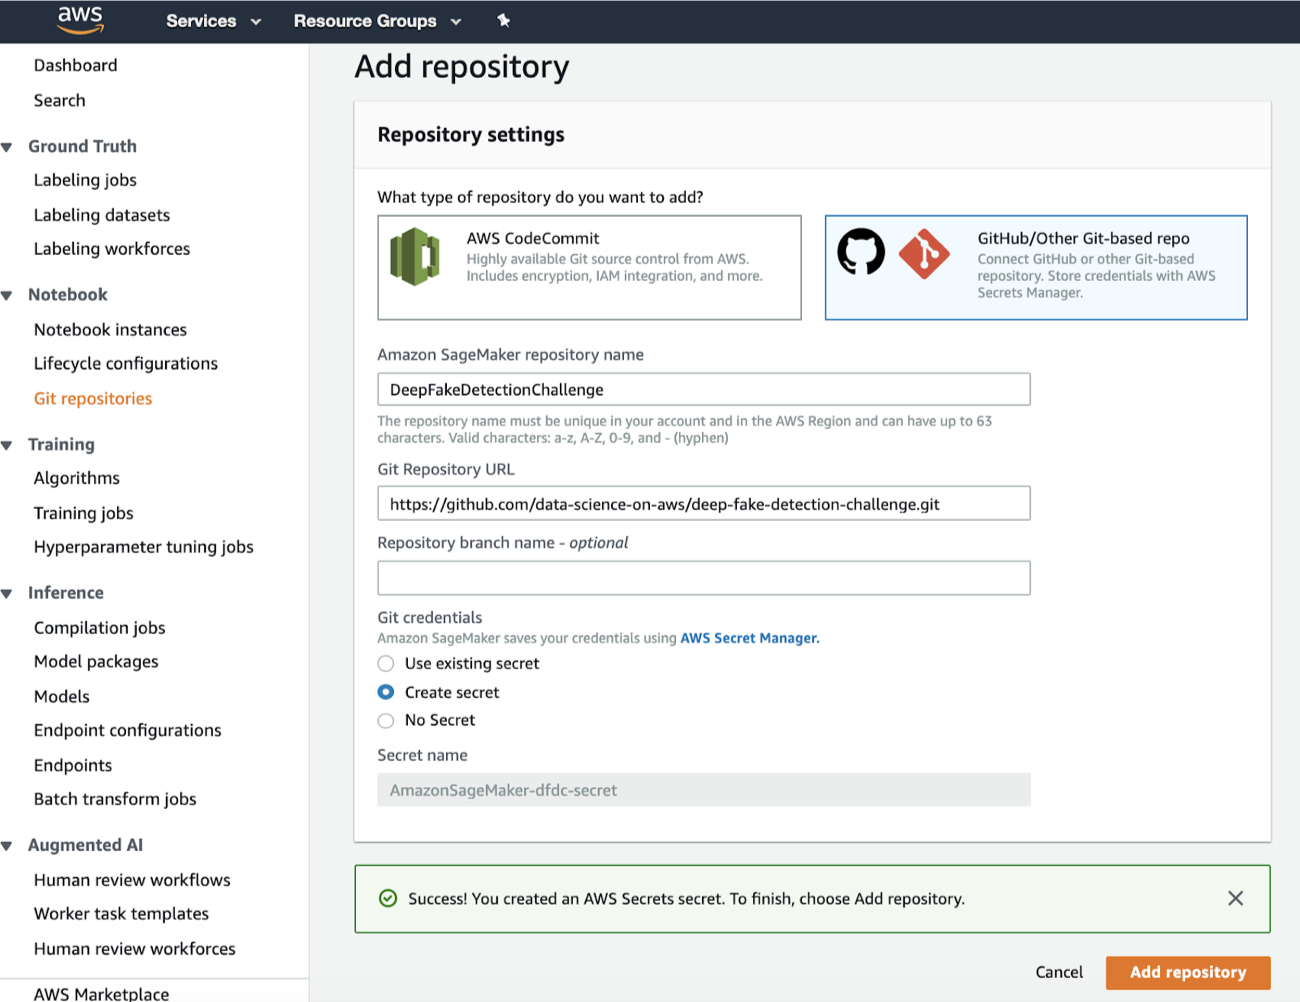 aws
Services
Resource Groups
Dashboard
Search
Ground Truth
Labeling jobs
Labeling datasets
Labeling workforces
Notebook
Notebook instances
Lifecycle configurations
Git repositories
Training
Algorithms
Training jobs
Hyperparameter tuning jobs
Inference
Compilation jobs
Model packages
Models
Endpoint configurations
Endpoints
Batch transform jobs
Augmented AI
Human review workflows
Worker task templates
Human review workforces
AWS Marketplace
Add repository
Repository settings
What type of repository do you want to add?
AWS CodeCommit
Highly available Git source control from AWS.
Includes encryption, IAM integration, and more.
GitHub/Other Git-based repo
Connect GitHub or other Git-based
repository. Store credentials with AWS
Secrets Manager.
Amazon SageMaker repository name
DeepFakeDetectionChallenge
The repository name must be unique in your account and in the AWS Region and can have up to 63
characters. Valid characters: a-z, A-Z, 0-9, and - (hyphen)
Git Repository URL
https://github.com/data-science-on-aws/deep-fake-detection-challenge.git
Repository branch name - optional
Git credentials
Amazon SageMaker saves your credentials using AWS Secret Manager.
Use existing secret
Create secret
No Secret
Secret name
AmazonSageMaker-dfdc-secret
Success! You created an AWS Secrets secret. To finish, choose Add repository.
Cancel
Add repository